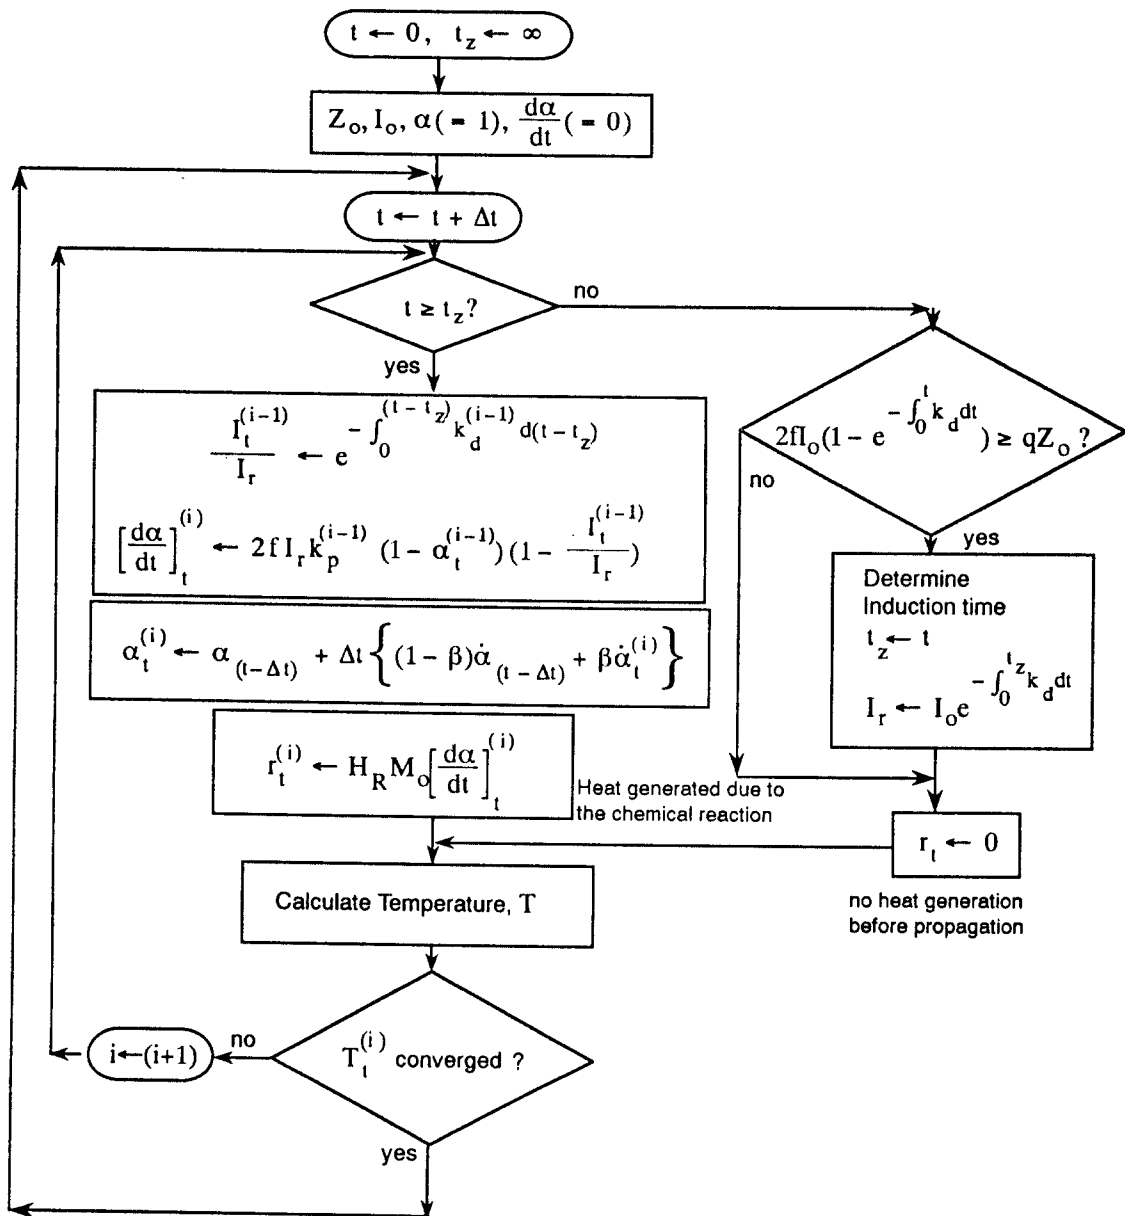 t ← 0, t_z ← ∞
Z_o, I_o, α(= 1), dα/dt (= 0)
t ← t + Δt
t ≥ t_z?
no
yes
I_t^(i−1)/I_r ← e^(−∫_0^(t − t_z) k_d^(i−1) d(t − t_z))
[dα/dt]_t^(i) ← 2f I_r k_p^(i−1) (1− α_t^(i−1))(1− I_t^(i−1)/I_r)
α_t^(i) ← α_(t−Δt) + Δt {(1 − β)α̇_(t − Δt) + βα̇_t^(i)}
r_t^(i) ← H_R M_o [dα/dt]_t^(i)
Heat generated due to
the chemical reaction
2fI_o(1 − e^(−∫_0^t k_d dt)) ≥ qZ_o ?
no
yes
Determine
Induction time
t_z ← t
I_r ← I_o e^(−∫_0^t_z k_d dt)
r_t ← 0
no heat generation
before propagation
Calculate Temperature, T
T_t^(i) converged ?
no
i←(i+1)
yes